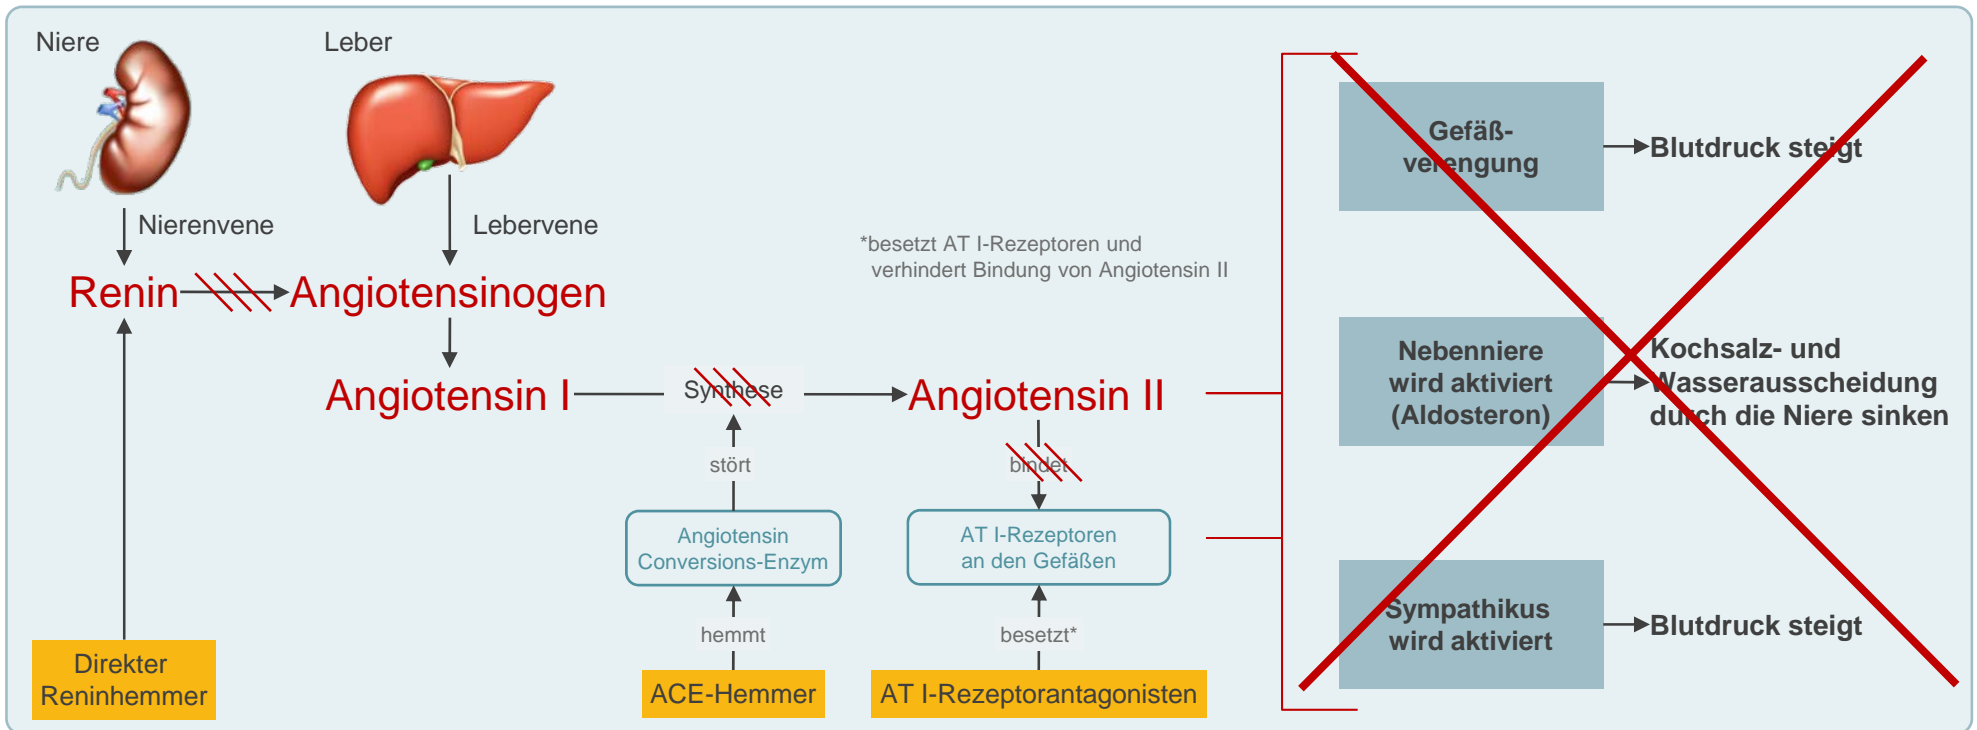 Niere
Leber
Nierenvene
Lebervene
*besetzt AT I-Rezeptoren und
verhindert Bindung von Angiotensin II
Renin
Angiotensinogen
Angiotensin I
Synthese
Angiotensin II
stört
bindet
Angiotensin
Conversions-Enzym
AT I-Rezeptoren
an den Gefäßen
hemmt
besetzt*
Direkter
Reninhemmer
ACE-Hemmer
AT I-Rezeptorantagonisten
Gefäß-
verengung
Blutdruck steigt
Nebenniere
wird aktiviert
(Aldosteron)
Kochsalz- und
Wasserausscheidung
durch die Niere sinken
Sympathikus
wird aktiviert
Blutdruck steigt